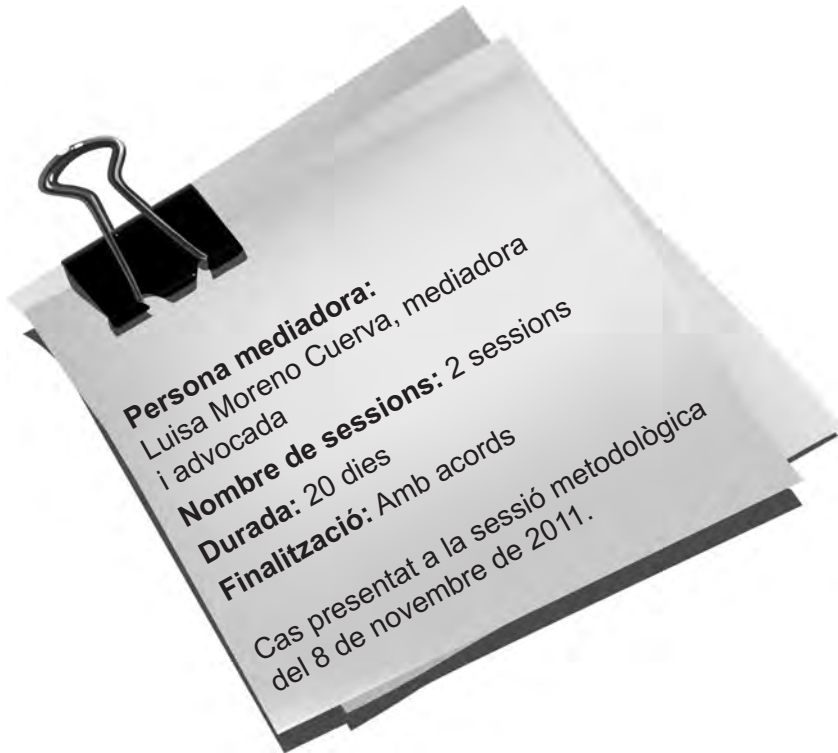 Persona mediadora:
Luisa Moreno Cuerva, mediadora
i advocada
Nombre de sessions: 2 sessions
Durada: 20 dies
Finalització: Amb acords
Cas presentat a la sessió metodològica
del 8 de novembre de 2011.